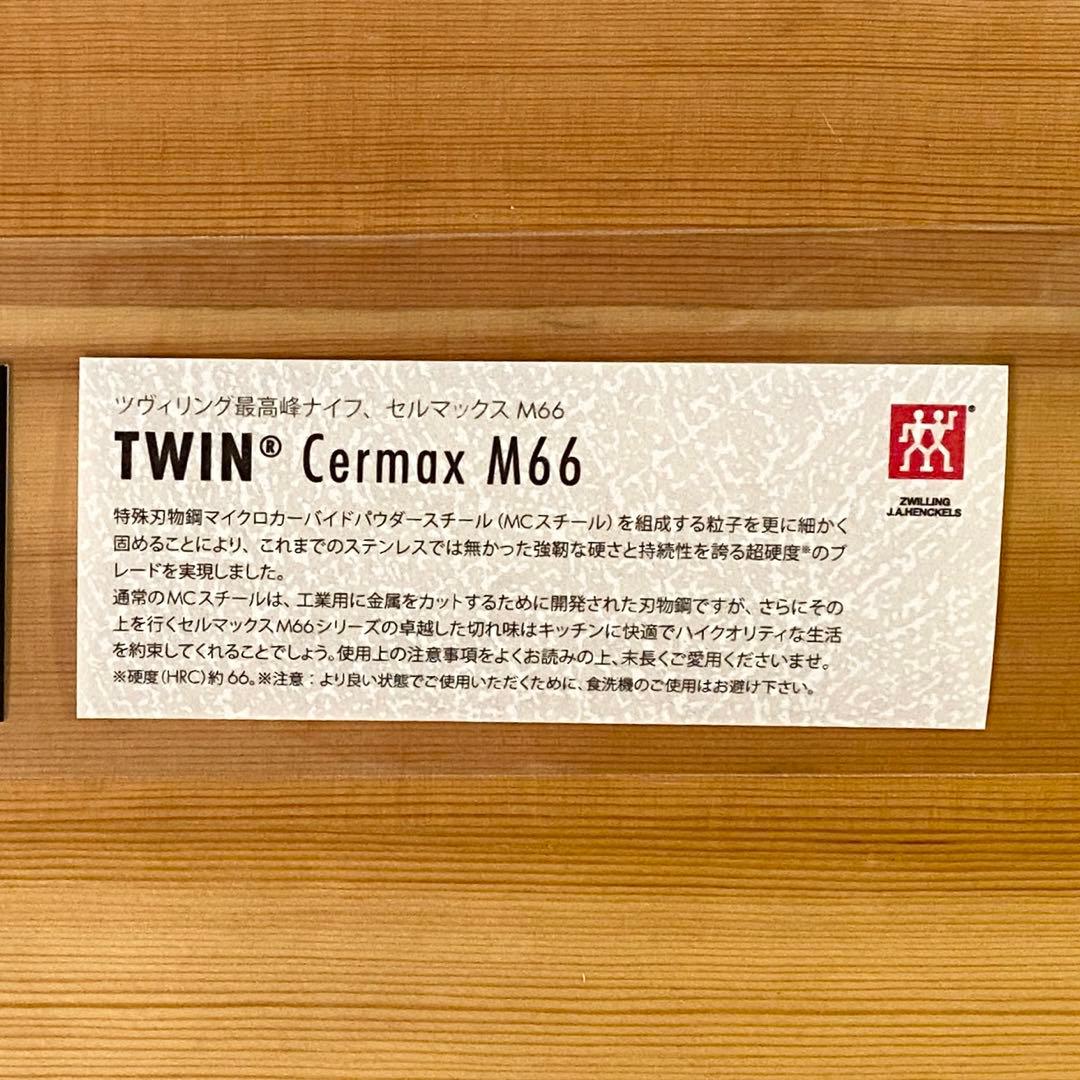 ツヴィリング最高峰ナイフ、セルマックス M66
TWIN® Cermax M66
特殊刃物鋼マイクロカーバイドパウダースチール（MCスチール）を組成する粒子を更に細かく
固めることにより、これまでのステンレスでは無かった強靭な硬さと持続性を誇る超硬度※のブ
レードを実現しました。
通常のMCスチールは、工業用に金属をカットするために開発された刃物鋼ですが、さらにその
上を行くセルマックスM66シリーズの卓越した切れ味はキッチンに快適でハイクオリティな生活
を約束してくれることでしょう。使用上の注意事項をよくお読みの上、末長くご愛用くださいませ。
※硬度（HRC）約66。※注意：より良い状態でご使用いただくために、食洗機のご使用はお避け下さい。
®
ZWILLING
J.A.HENCKELS